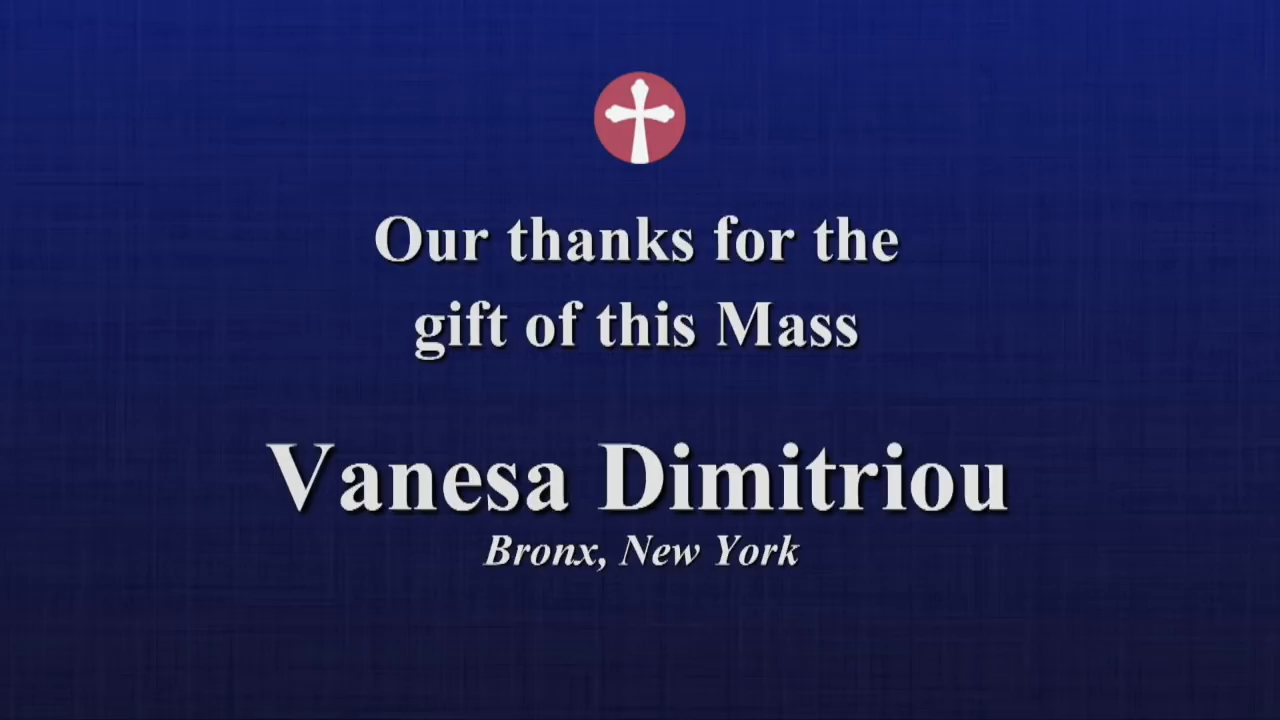 Our thanks for the
gift of this Mass
Vanesa Dimitriou
Bronx, New York